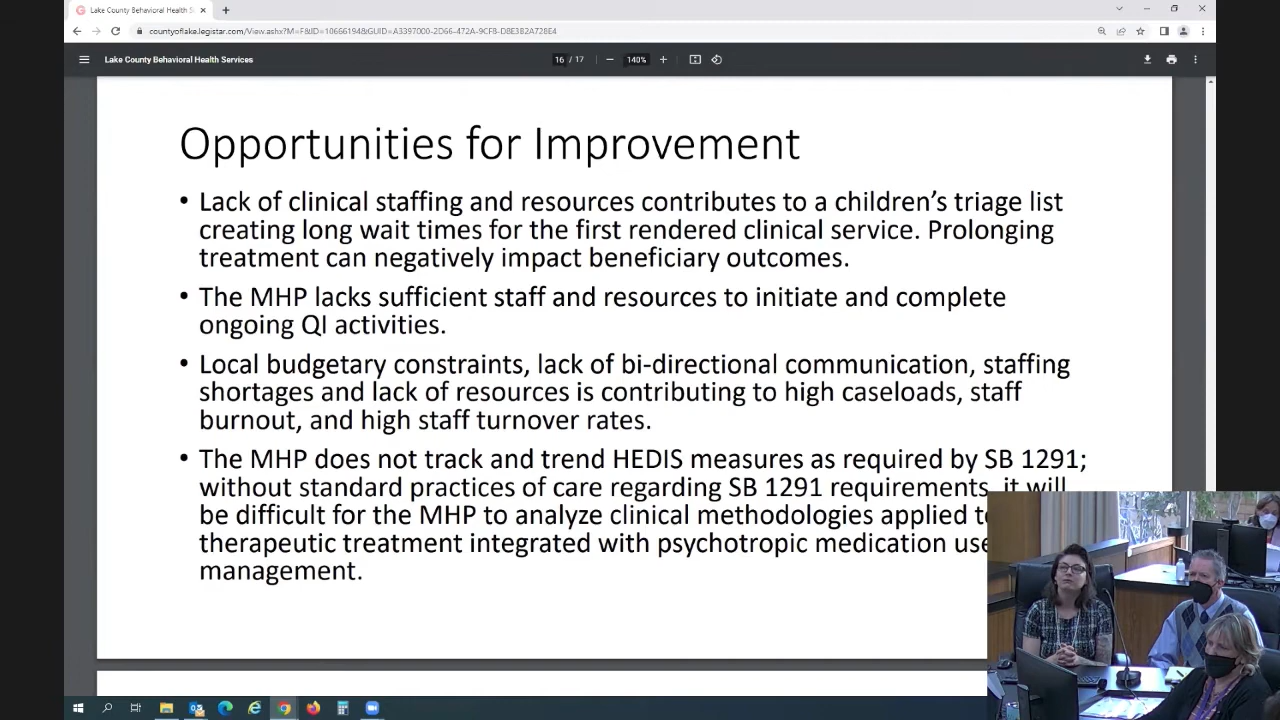 Lake County Behavioral Health S
countyoflake.legistar.com/View.ashx?M=F&ID=10666194&GUID=A3397000-2D66-472A-9CF8-D8E3B2A728E4
Lake County Behavioral Health Services
16 / 17
140%
Opportunities for Improvement
• Lack of clinical staffing and resources contributes to a children’s triage list
creating long wait times for the first rendered clinical service. Prolonging
treatment can negatively impact beneficiary outcomes.
• The MHP lacks sufficient staff and resources to initiate and complete
ongoing QI activities.
• Local budgetary constraints, lack of bi-directional communication, staffing
shortages and lack of resources is contributing to high caseloads, staff
burnout, and high staff turnover rates.
• The MHP does not track and trend HEDIS measures as required by SB 1291;
without standard practices of care regarding SB 1291 requirements, it will
be difficult for the MHP to analyze clinical methodologies applied
therapeutic treatment integrated with psychotropic medication use
management.